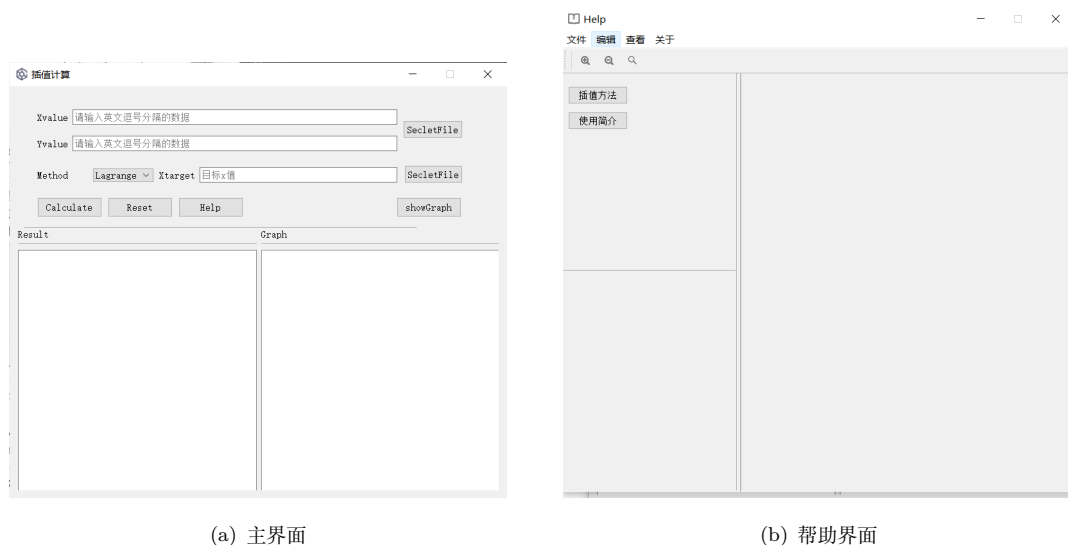 插值计算
Xvalue 请输入英文逗号分隔的数据
SecletFile
Yvalue 请输入英文逗号分隔的数据
Method Lagrange Xtarget 目标x值 SecletFile
Calculate Reset Help showGraph
Result Graph
(a) 主界面
Help
文件 编辑 查看 关于
插值方法
使用简介
(b) 帮助界面